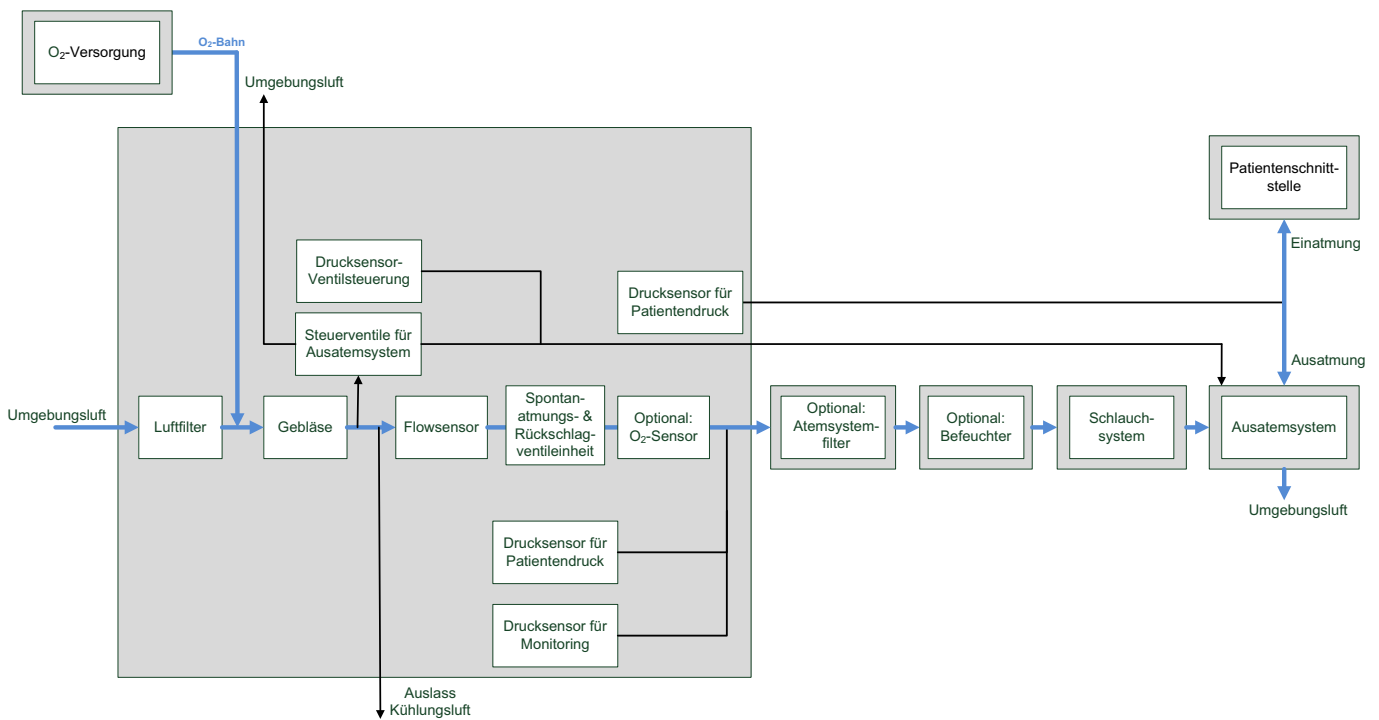 O₂-Versorgung
O₂-Bahn
Umgebungsluft
Patientenschnitt-
stelle
Einatmung
Drucksensor-
Ventilsteuerung
Drucksensor für
Patientendruck
Steuerventile für
Ausatemsystem
Ausatmung
Umgebungsluft
Luftfilter
Gebläse
Flowsensor
Spontan-
atmungs- &
Rückschlag-
ventileinheit
Optional:
O₂-Sensor
Optional:
Atemsystem-
filter
Optional:
Befeuchter
Schlauch-
system
Ausatemsystem
Umgebungsluft
Drucksensor für
Patientendruck
Drucksensor für
Monitoring
Auslass
Kühlungsluft